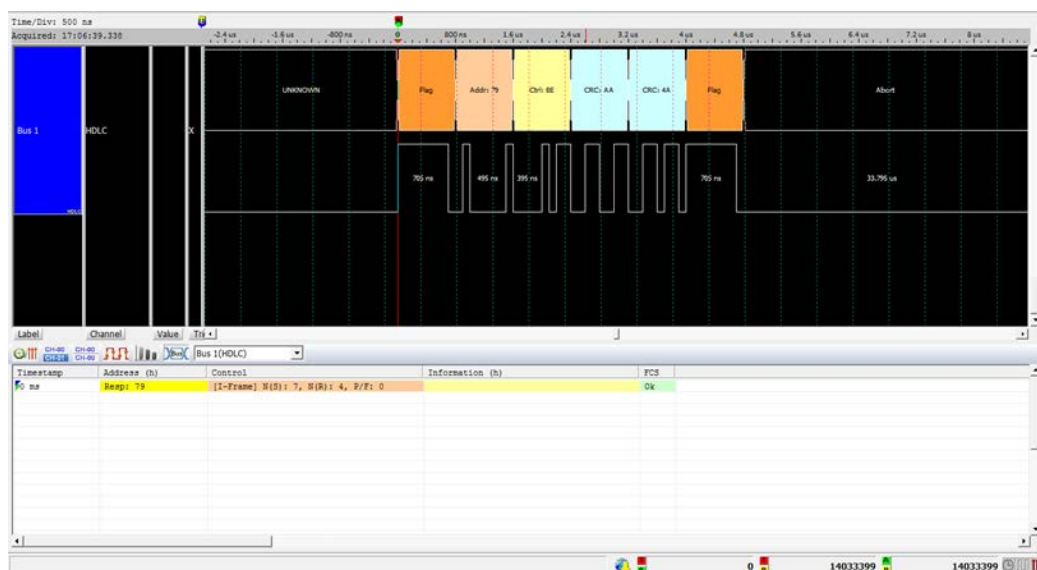 Time/Div: 500 ns
Acquired: 17:06:39.338
-2.4 us -1.6 us -800 ns 0 800 ns 1.6 us 2.4 us 3.2 us 4 us 4.8 us 5.6 us 6.4 us 7.2 us 8 us
UNKNOWN Flag Addr: 79 Ctrl: 8E CRC: AA CRC: 4A Flag Abort
Bus 1 HDLC X
705 ns 495 ns 395 ns 705 ns 33.795 us
HDLC
Label Channel Value Tri
Bus 1(HDLC)
Timestamp Address (h) Control Information (h) FCS
0 ms Resp: 79 [I-Frame] N(S): 7, N(R): 4, P/F: 0 Ok
0 14033399 14033399